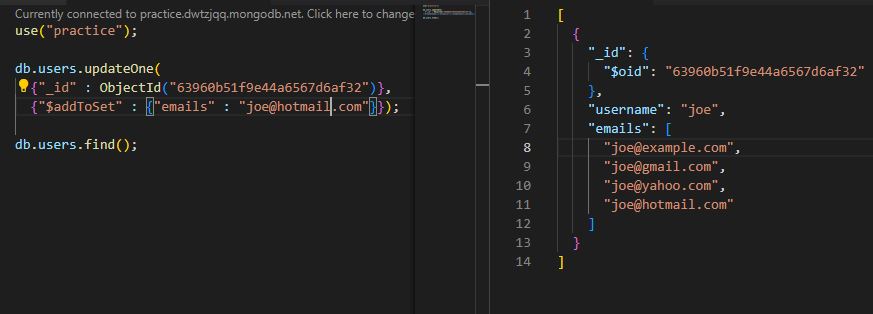 Currently connected to practice.dwtzjqq.mongodb.net. Click here to change
use("practice");
db.users.updateOne(
{"_id" : ObjectId("63960b51f9e44a6567d6af32")},
{"$addToSet" : {"emails" : "joe@hotmail.com"}});
db.users.find();
1 [
2 {
3 "_id": {
4 "$oid": "63960b51f9e44a6567d6af32"
5 },
6 "username": "joe",
7 "emails": [
8 "joe@example.com",
9 "joe@gmail.com",
10 "joe@yahoo.com",
11 "joe@hotmail.com"
12 ]
13 }
14 ]